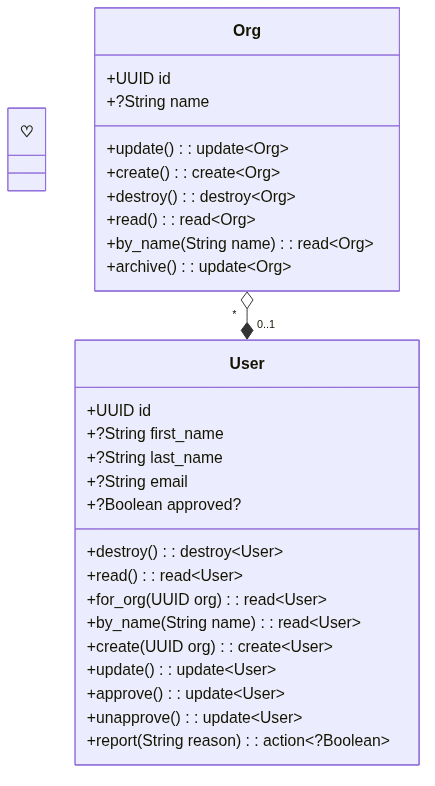 Org
+UUID id
+?String name
♡
+update() : : update<Org>
+create() : : create<Org>
+destroy() : : destroy<Org>
+read() : : read<Org>
+by_name(String name) : : read<Org>
+archive() : : update<Org>
*
0..1
User
+UUID id
+?String first_name
+?String last_name
+?String email
+?Boolean approved?
+destroy() : : destroy<User>
+read() : : read<User>
+for_org(UUID org) : : read<User>
+by_name(String name) : : read<User>
+create(UUID org) : : create<User>
+update() : : update<User>
+approve() : : update<User>
+unapprove() : : update<User>
+report(String reason) : : action<?Boolean>